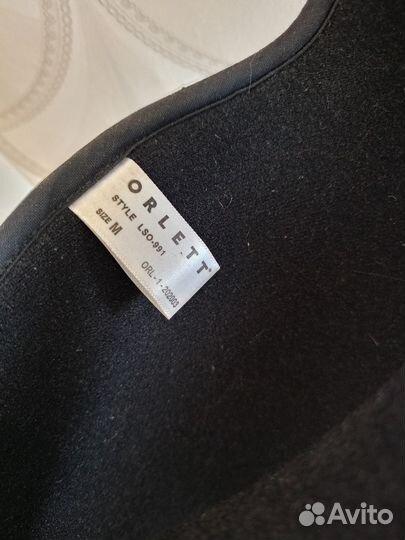 ORLETT®
STYLE LSO-991
SIZE M
ORL-1-202003
Avito